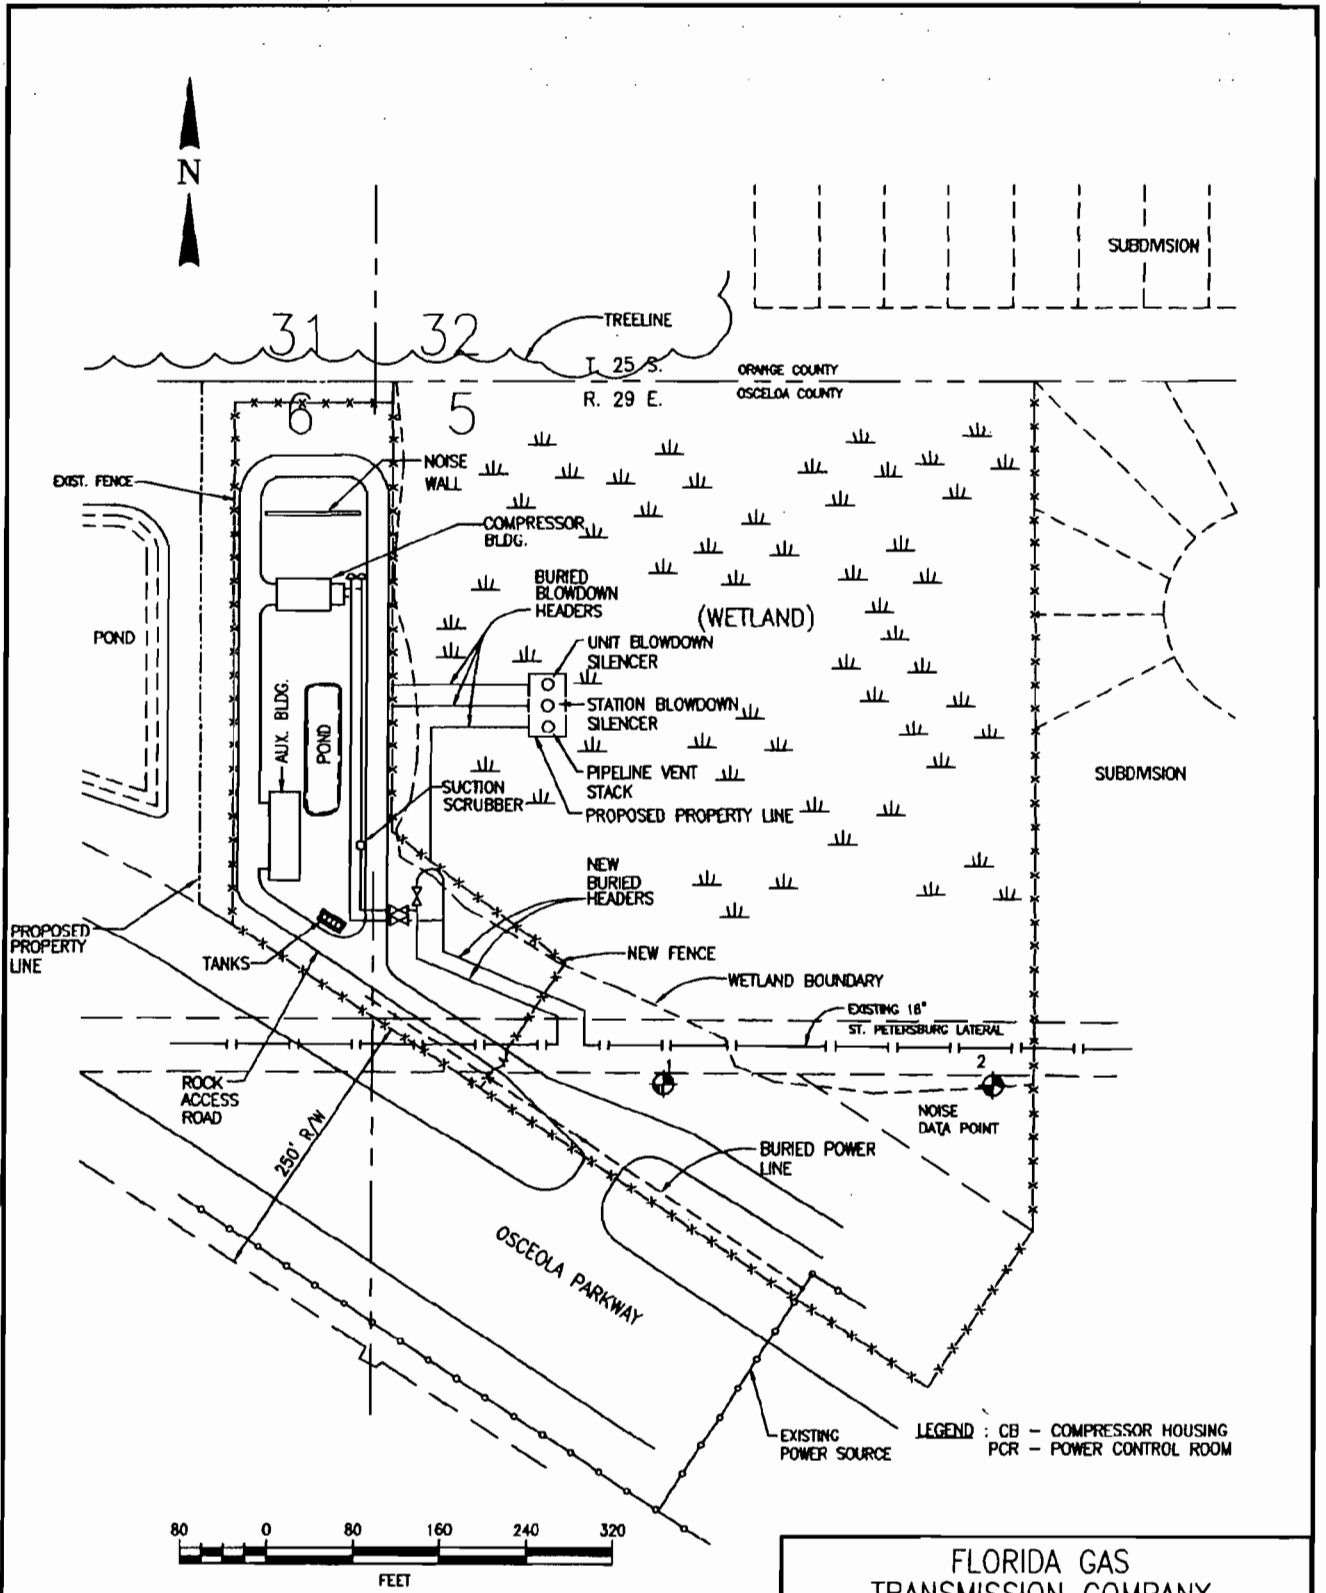 N
SUBDIVISION
31
32
TREELINE
T. 25 S.
ORANGE COUNTY
R. 29 E.
OSCELOA COUNTY
6
5
EXIST. FENCE
NOISE
WALL
COMPRESSOR
BLDG.
BURIED
BLOWDOWN
HEADERS
(WETLAND)
POND
UNIT BLOWDOWN
SILENCER
AUX. BLDG.
POND
STATION BLOWDOWN
SILENCER
PIPELINE VENT
STACK
SUBDIVISION
SUCTION
SCRUBBER
PROPOSED PROPERTY LINE
NEW
BURIED
HEADERS
PROPOSED
PROPERTY
LINE
TANKS
NEW FENCE
WETLAND BOUNDARY
EXISTING 18"
ST. PETERSBURG LATERAL
1
2
ROCK
ACCESS
ROAD
250' R/W
NOISE
DATA POINT
BURIED POWER
LINE
OSCEOLA PARKWAY
EXISTING
POWER SOURCE
LEGEND : CB - COMPRESSOR HOUSING
PCR - POWER CONTROL ROOM
80 0 80 160 240 320
FEET
FLORIDA GAS
TRANSMISSION COMPANY